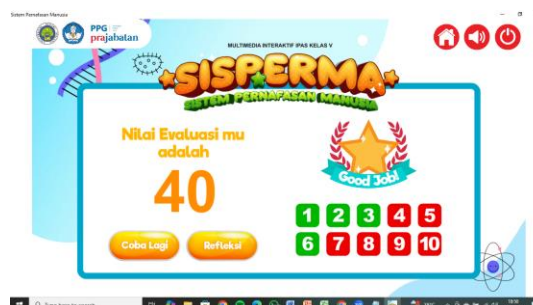 Sistem Pernafasan Manusia
PPG
prajabatan
MULTIMEDIA INTERAKTIF IPAS KELAS V
SISPERMA
SISTEM PERNAFASAN MANUSIA
Nilai Evaluasi mu
adalah
40
Good Job!
1 2 3 4 5
6 7 8 9 10
Coba Lagi
Refleksi